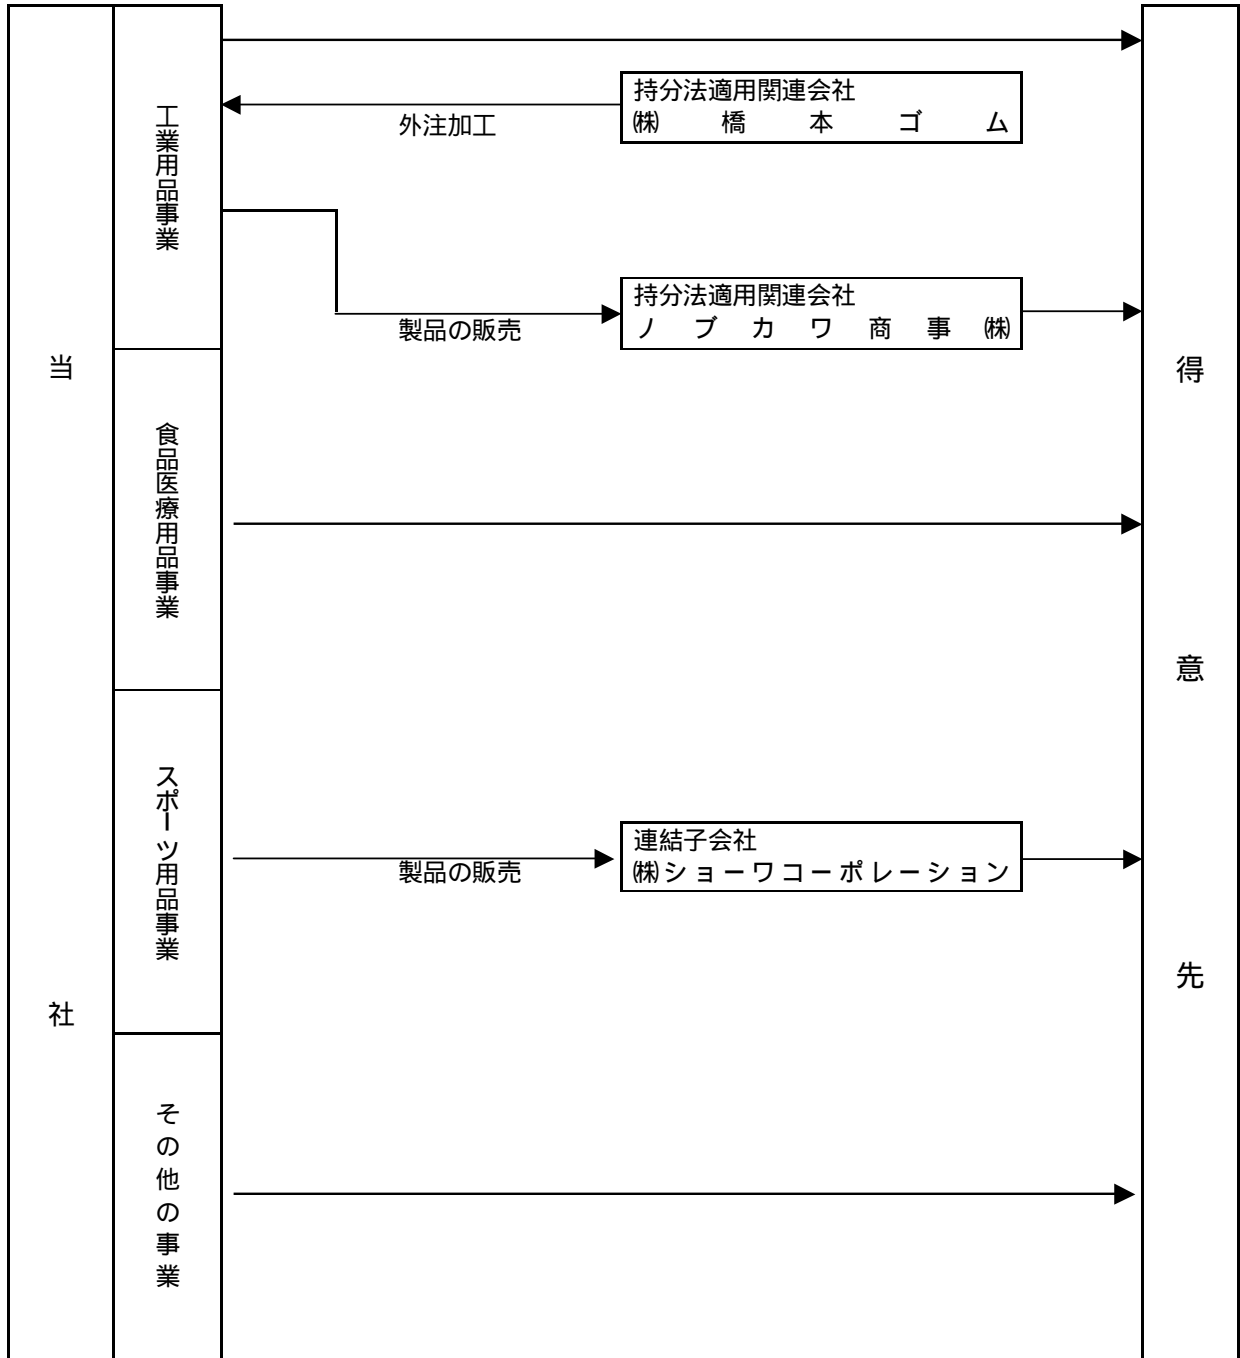 当社
工業用品事業
外注加工
持分法適用関連会社
㈱橋本ゴム
製品の販売
持分法適用関連会社
ノブカワ商事㈱
食品医療用品事業
スポーツ用品事業
製品の販売
連結子会社
㈱ショーワコーポレーション
その他の事業
得意先